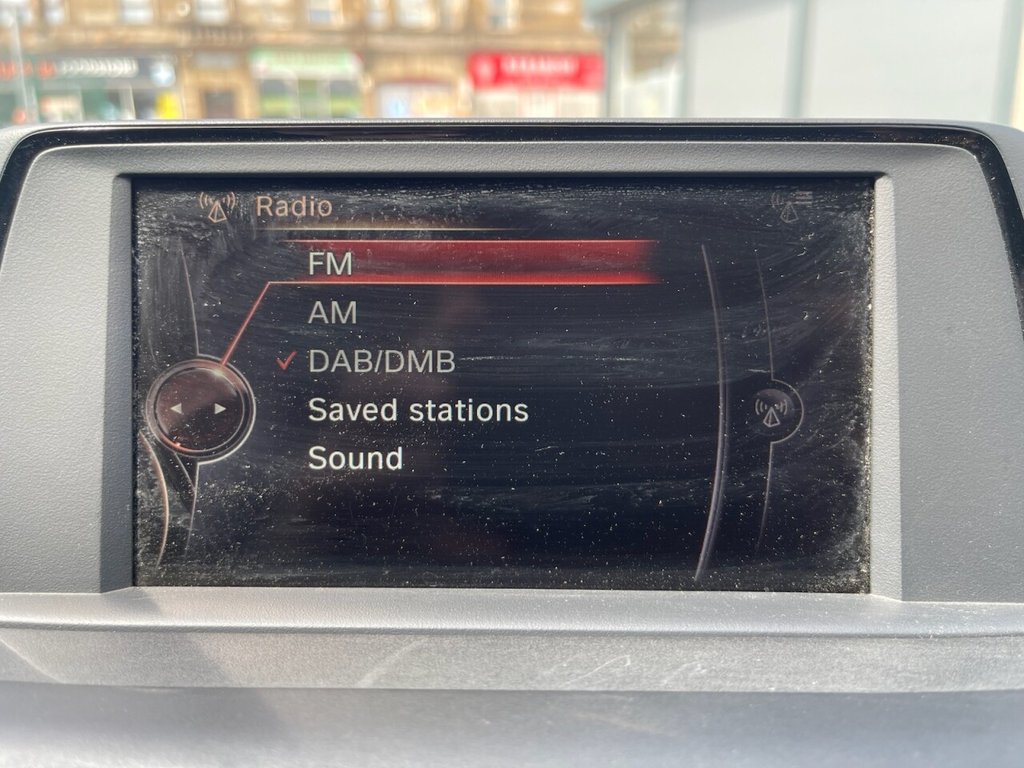 Radio
FM
AM
DAB/DMB
Saved stations
Sound